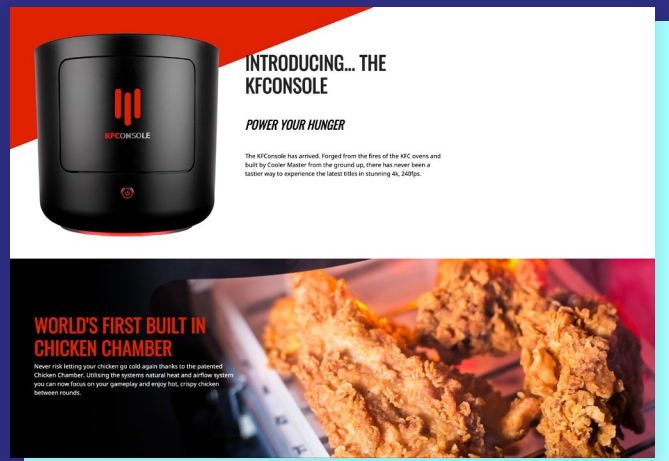 INTRODUCING... THE
KFCONSOLE
POWER YOUR HUNGER
The KFConsole has arrived. Forged from the fires of the KFC ovens and
built by Cooler Master from the ground up, there has never been a
tastier way to experience the latest titles in stunning 4k, 240fps.
KFCONSOLE
WORLD'S FIRST BUILT IN
CHICKEN CHAMBER
Never risk letting your chicken go cold again thanks to the patented
Chicken Chamber. Utilising the systems natural heat and airflow system
you can now focus on your gameplay and enjoy hot, crispy chicken
between rounds.